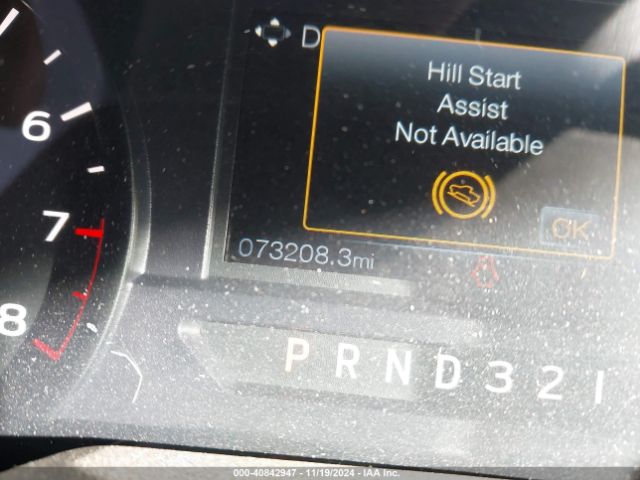 D
Hill Start
Assist
Not Available
OK
6
7
8
073208.3mi
P R N D 3 2 1
000-40842947 - 11/19/2024 - IAA Inc.